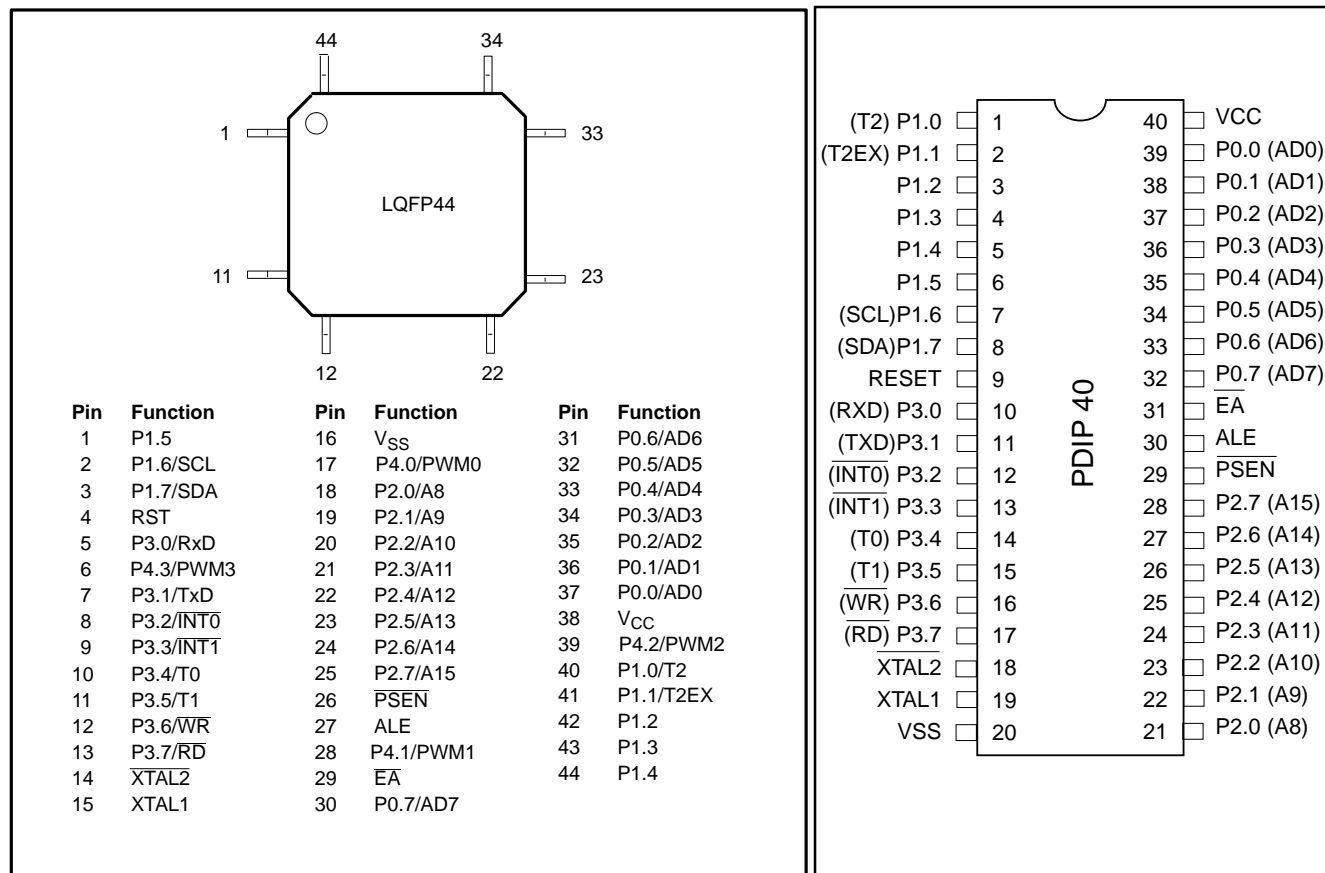 44 34
1 33
LQFP44
11 23
12 22
Pin Function Pin Function Pin Function
1 P1.5 16 VSS 31 P0.6/AD6
2 P1.6/SCL 17 P4.0/PWM0 32 P0.5/AD5
3 P1.7/SDA 18 P2.0/A8 33 P0.4/AD4
4 RST 19 P2.1/A9 34 P0.3/AD3
5 P3.0/RxD 20 P2.2/A10 35 P0.2/AD2
6 P4.3/PWM3 21 P2.3/A11 36 P0.1/AD1
7 P3.1/TxD 22 P2.4/A12 37 P0.0/AD0
8 P3.2/I̅N̅T̅0̅ 23 P2.5/A13 38 VCC
9 P3.3/I̅N̅T̅1̅ 24 P2.6/A14 39 P4.2/PWM2
10 P3.4/T0 25 P2.7/A15 40 P1.0/T2
11 P3.5/T1 26 P̅S̅E̅N̅ 41 P1.1/T2EX
12 P3.6/W̅R̅ 27 ALE 42 P1.2
13 P3.7/R̅D̅ 28 P4.1/PWM1 43 P1.3
14 X̅T̅A̅L̅2̅ 29 E̅A̅ 44 P1.4
15 XTAL1 30 P0.7/AD7
(T2) P1.0 1 40 VCC
(T2EX) P1.1 2 39 P0.0 (AD0)
P1.2 3 38 P0.1 (AD1)
P1.3 4 37 P0.2 (AD2)
P1.4 5 36 P0.3 (AD3)
P1.5 6 35 P0.4 (AD4)
(SCL)P1.6 7 34 P0.5 (AD5)
(SDA)P1.7 8 33 P0.6 (AD6)
RESET 9 32 P0.7 (AD7)
(RXD) P3.0 10 31 E̅A̅
(TXD)P3.1 11 30 ALE
(I̅N̅T̅0̅) P3.2 12 29 P̅S̅E̅N̅
(I̅N̅T̅1̅) P3.3 13 28 P2.7 (A15)
(T0) P3.4 14 27 P2.6 (A14)
(T1) P3.5 15 26 P2.5 (A13)
(W̅R̅) P3.6 16 25 P2.4 (A12)
(R̅D̅) P3.7 17 24 P2.3 (A11)
X̅T̅A̅L̅2̅ 18 23 P2.2 (A10)
XTAL1 19 22 P2.1 (A9)
VSS 20 21 P2.0 (A8)
PDIP 40